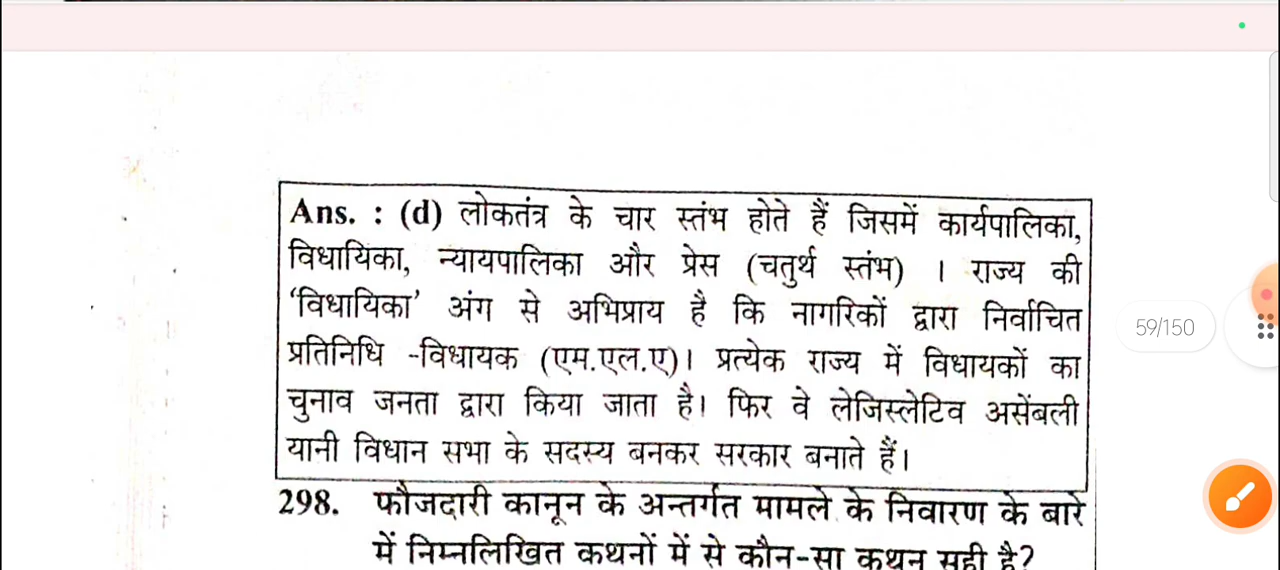 Ans. : (d) लोकतंत्र के चार स्तंभ होते हैं जिसमें कार्यपालिका,
विधायिका, न्यायपालिका और प्रेस (चतुर्थ स्तंभ) । राज्य की
‘विधायिका’ अंग से अभिप्राय है कि नागरिकों द्वारा निर्वाचित
प्रतिनिधि -विधायक (एम.एल.ए)। प्रत्येक राज्य में विधायकों का
चुनाव जनता द्वारा किया जाता है। फिर वे लेजिस्लेटिव असेंबली
यानी विधान सभा के सदस्य बनकर सरकार बनाते हैं।
59/150
298. फौजदारी कानून के अन्तर्गत मामले के निवारण के बारे
में निम्नलिखित कथनों में से कौन-सा कथन सही है?